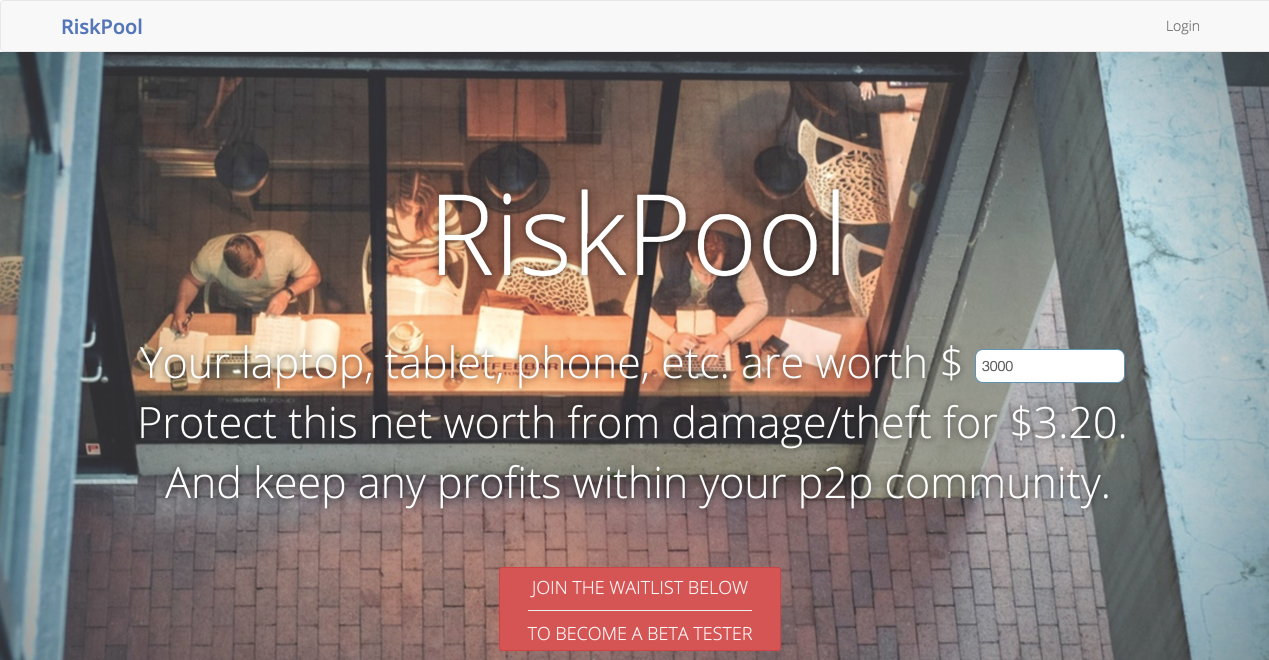 RiskPool
Login
RiskPool
Your laptop, tablet, phone, etc. are worth $ 3000
Protect this net worth from damage/theft for $3.20.
And keep any profits within your p2p community.
JOIN THE WAITLIST BELOW
TO BECOME A BETA TESTER